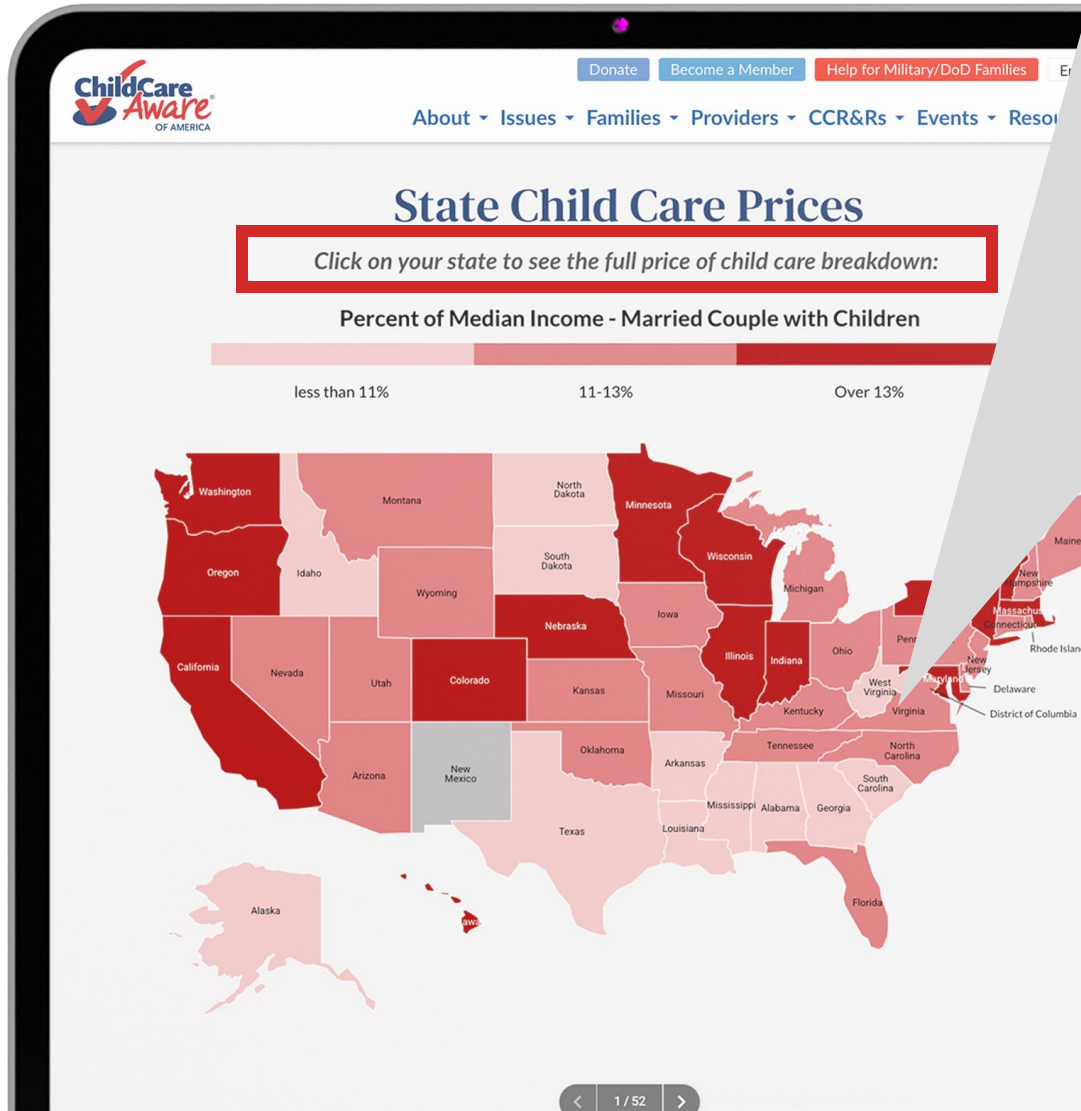 Donate Become a Member Help for Military/DoD Families
ChildCare
Aware®
OF AMERICA
About Issues Families Providers CCR&Rs Events
State Child Care Prices
Click on your state to see the full price of child care breakdown:
Percent of Median Income - Married Couple with Children
less than 11% 11-13% Over 13%
Washington
Montana
North
Dakota
Minnesota
Maine
Oregon
Idaho
South
Dakota
Wisconsin
New
Hampshire
Wyoming
Michigan
Iowa
Nebraska
Massachus
Connecticut
Rhode Islan
California
Nevada
Utah
Colorado
Kansas
Missouri
Illinois
Indiana
Ohio
Penn
New
Jersey
West
Virginia
Maryland
Delaware
Kentucky
Virginia
District of Columbia
Arizona
New
Mexico
Oklahoma
Arkansas
Tennessee
North
Carolina
South
Carolina
Texas
Louisiana
Mississippi
Alabama
Georgia
Florida
Alaska
awa
1 / 52